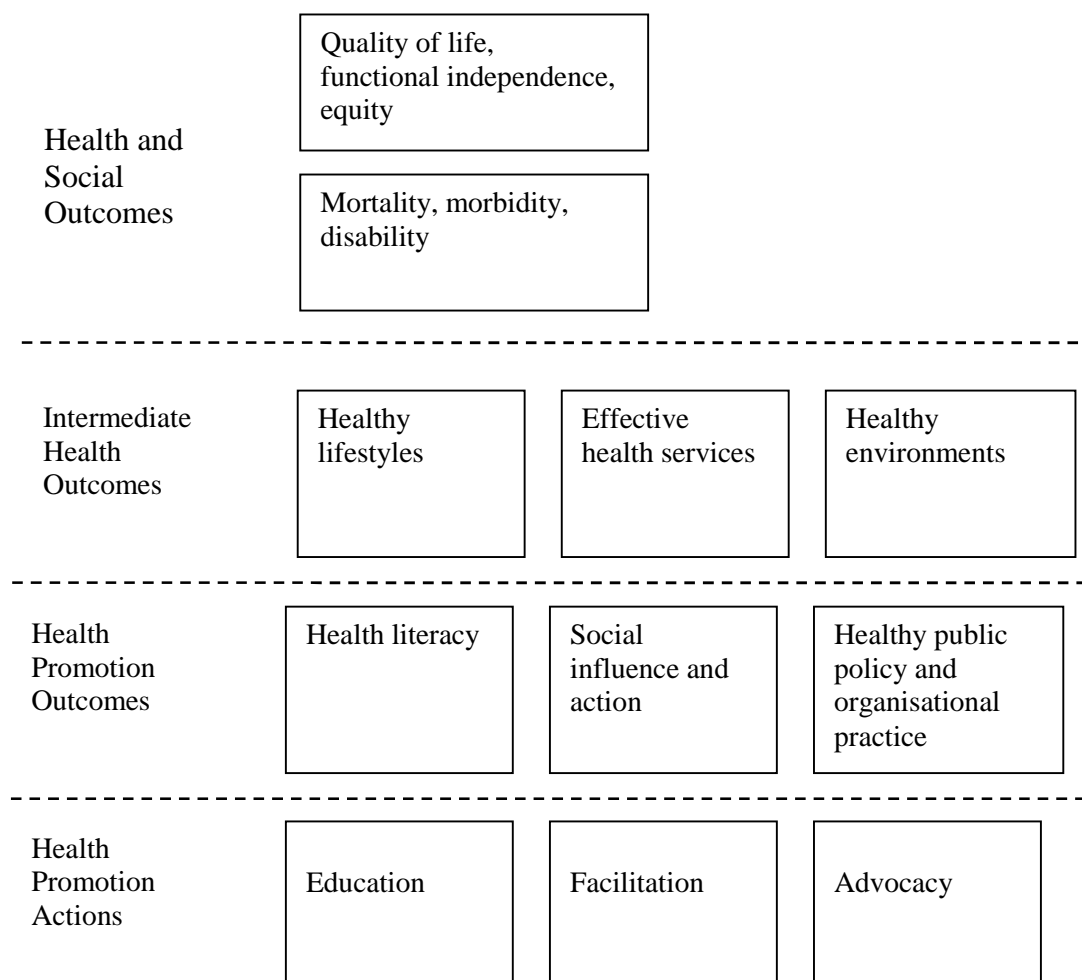 Health and
Social
Outcomes
Quality of life,
functional independence,
equity
Mortality, morbidity,
disability
Intermediate
Health
Outcomes
Healthy
lifestyles
Effective
health services
Healthy
environments
Health
Promotion
Outcomes
Health literacy
Social
influence and
action
Healthy public
policy and
organisational
practice
Health
Promotion
Actions
Education
Facilitation
Advocacy